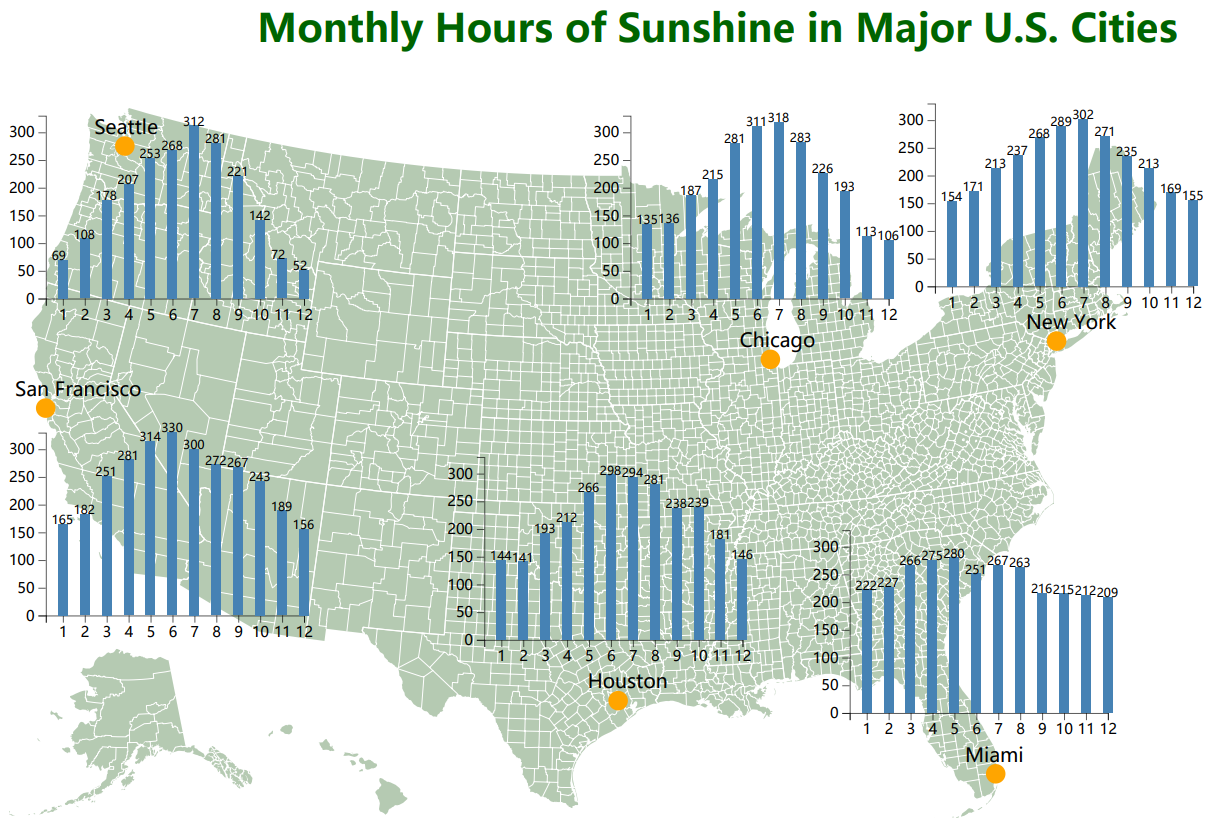 Monthly Hours of Sunshine in Major U.S. Cities
Seattle
300
250
200
150
100
50
0
69 108 178 207 253 268 312 281 221 142 72 52
1 2 3 4 5 6 7 8 9 10 11 12
300
250
200
150
100
50
0
135 136 187 215 281 311 318 283 226 193 113 106
1 2 3 4 5 6 7 8 9 10 11 12
Chicago
300
250
200
150
100
50
0
154 171 213 237 268 289 302 271 235 213 169 155
1 2 3 4 5 6 7 8 9 10 11 12
New York
San Francisco
300
250
200
150
100
50
0
165 182 251 281 314 330 300 272 267 243 189 156
1 2 3 4 5 6 7 8 9 10 11 12
300
250
200
150
100
50
0
144 141 193 212 266 298 294 281 238 239 181 146
1 2 3 4 5 6 7 8 9 10 11 12
Houston
300
250
200
150
100
50
0
222 227 266 275 280 251 267 263 216 215 212 209
1 2 3 4 5 6 7 8 9 10 11 12
Miami